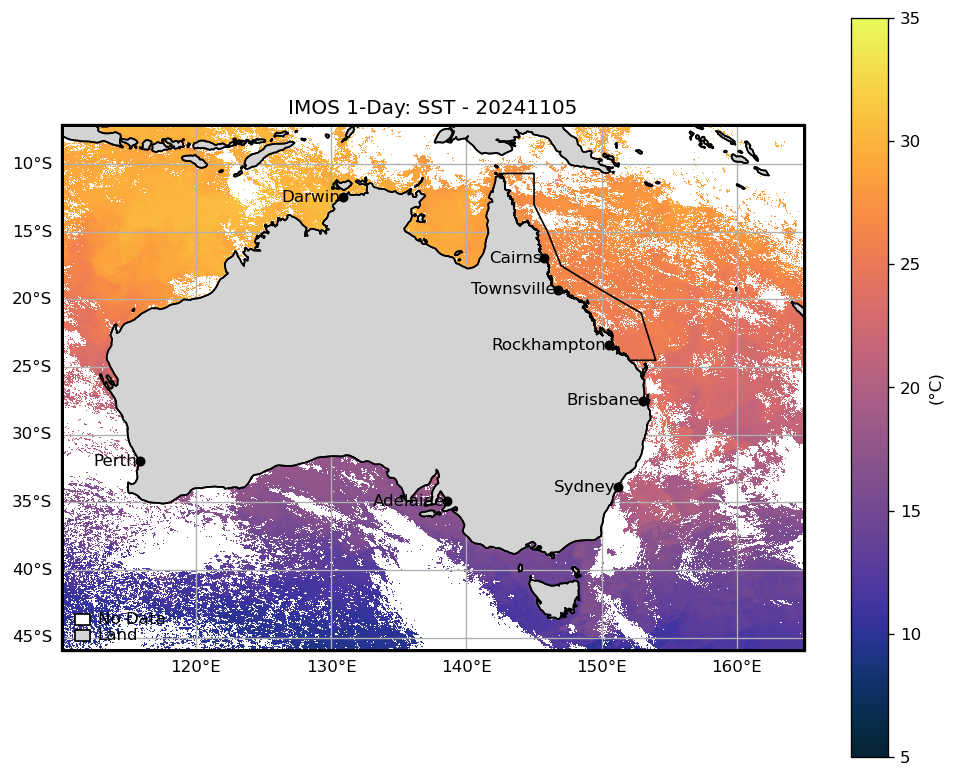 IMOS 1-Day: SST - 20241105
35
30
25
20
15
10
5
(°C)
10°S
15°S
20°S
25°S
30°S
35°S
40°S
45°S
Darwin
Cairns
Townsville
Rockhampton
Brisbane
Perth
Sydney
Adelaide
No Data
Land
120°E
130°E
140°E
150°E
160°E